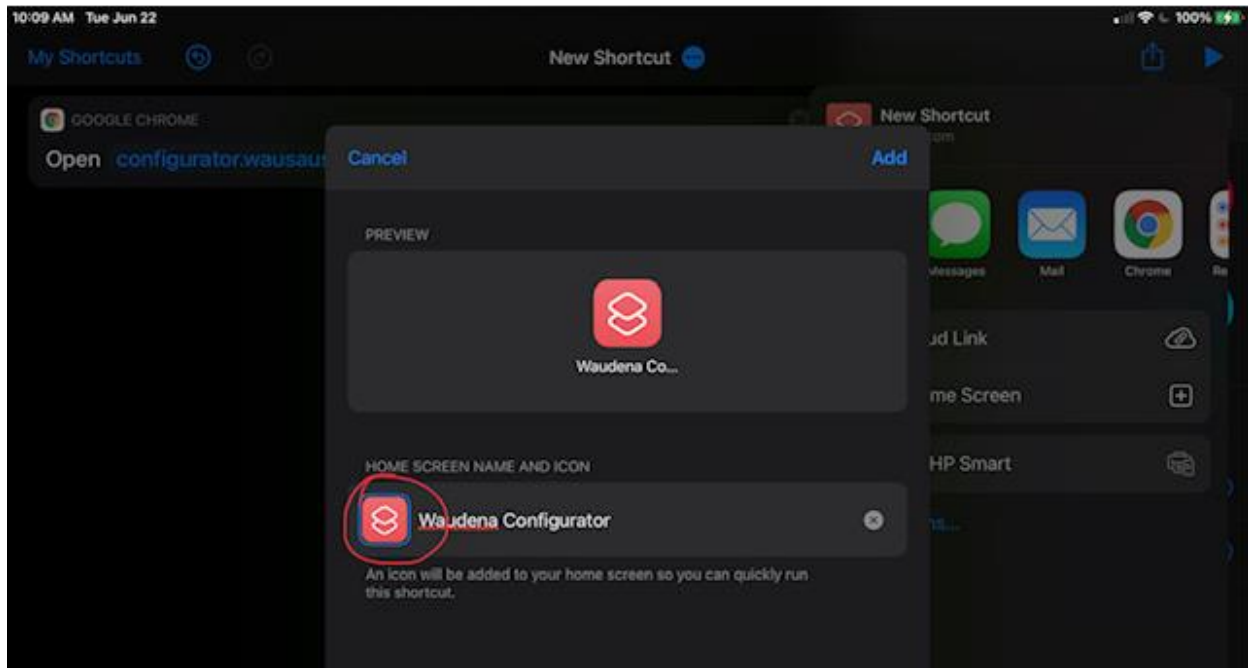 10:09 AM Tue Jun 22
100%
My Shortcuts
New Shortcut
GOOGLE CHROME
Open configurator.wausau
New Shortcut
Cancel
Add
PREVIEW
Messages
Mail
Chrome
Re
Waudena Co...
ud Link
me Screen
HOME SCREEN NAME AND ICON
HP Smart
Waudena Configurator
An icon will be added to your home screen so you can quickly run
this shortcut.